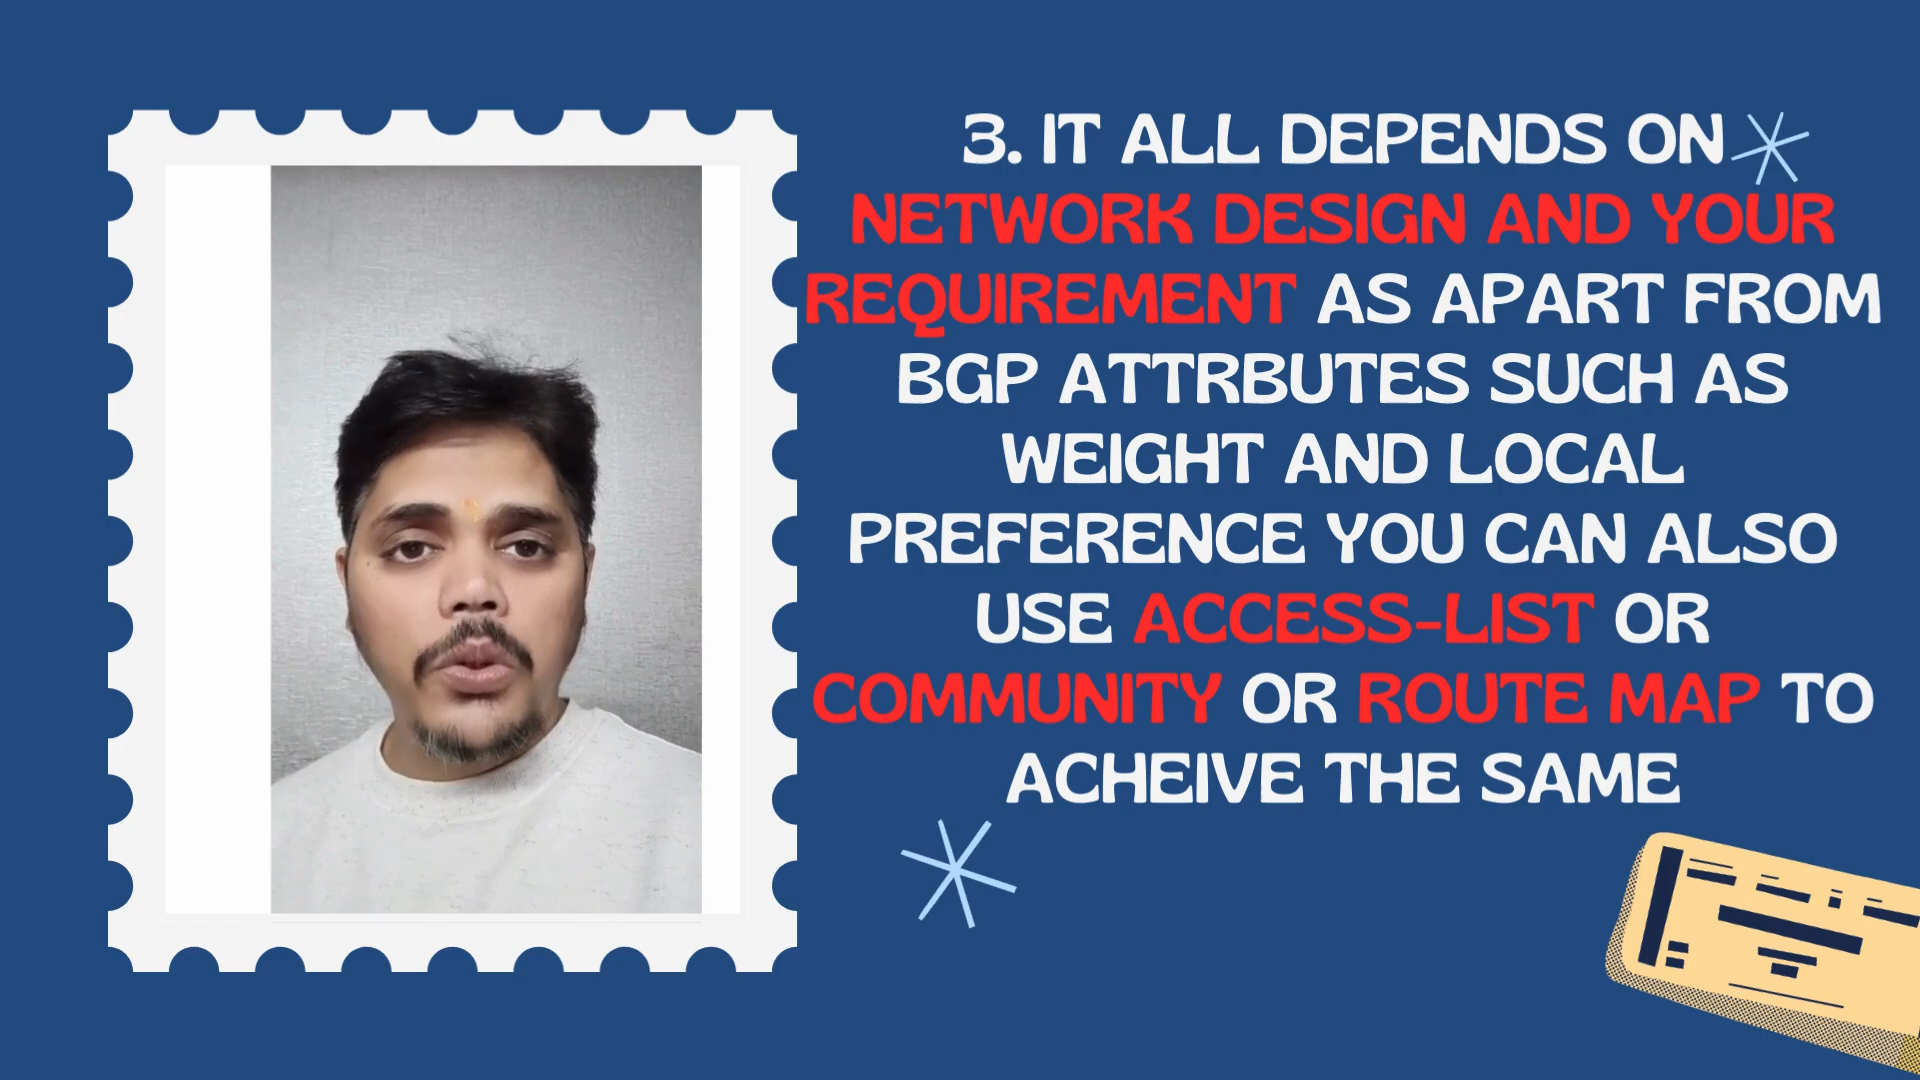 3. IT ALL DEPENDS ON
NETWORK DESIGN AND YOUR
REQUIREMENT AS APART FROM
BGP ATTRBUTES SUCH AS
WEIGHT AND LOCAL
PREFERENCE YOU CAN ALSO
USE ACCESS-LIST OR
COMMUNITY OR ROUTE MAP TO
ACHEIVE THE SAME